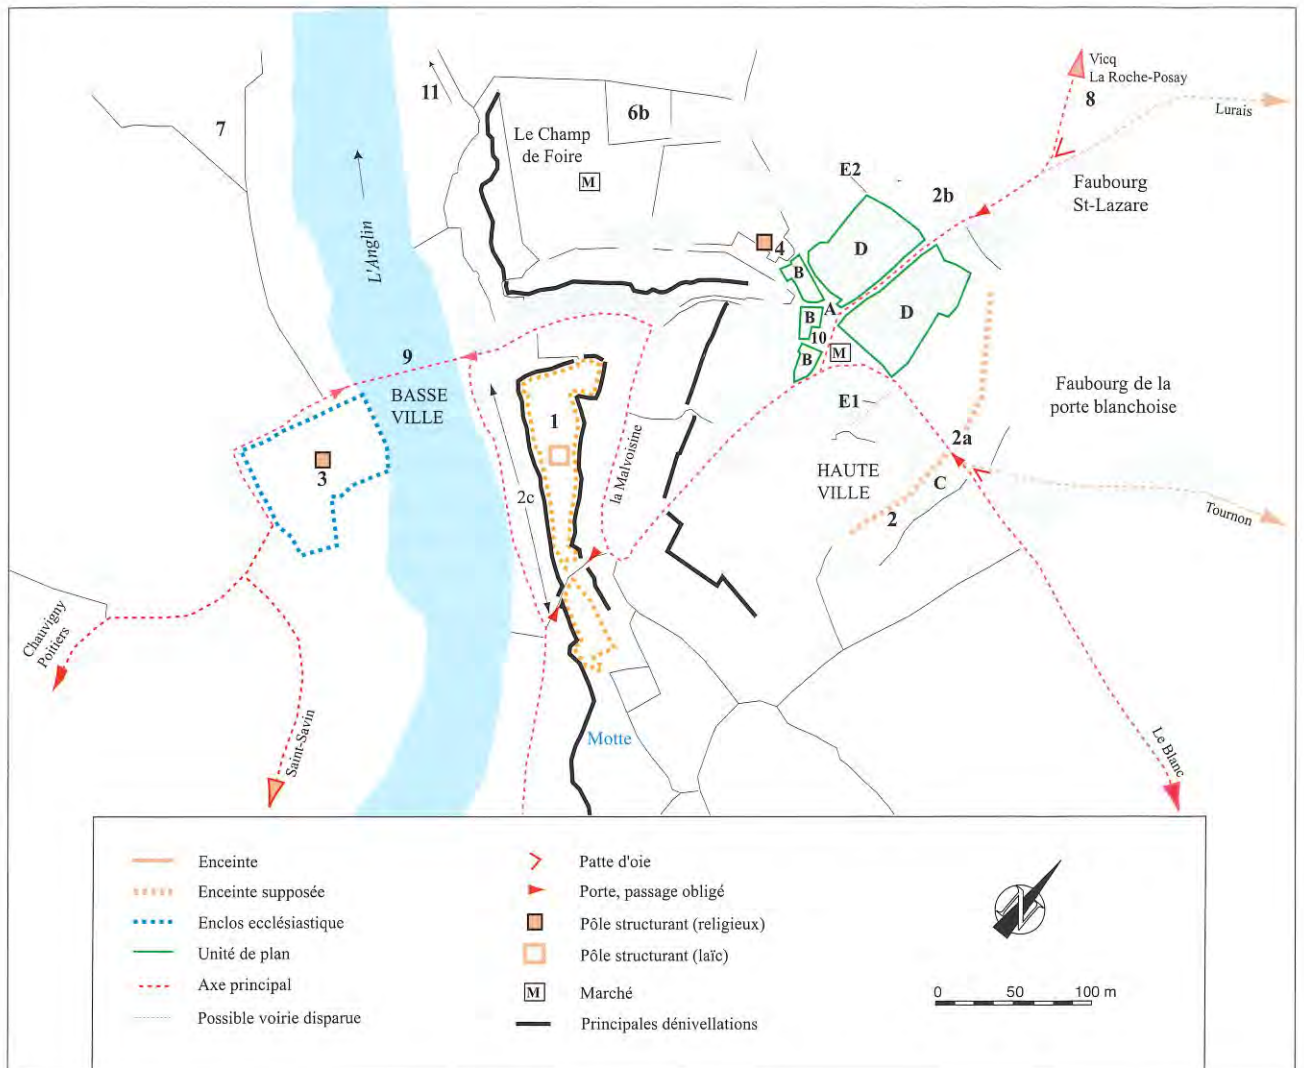 Vicq
La Roche-Posay
8
Lurais
11
7
6b
Le Champ
de Foire
M
E2
2b
Faubourg
St-Lazare
L'Anglin
4
D
B
B
A
D
10
M
B
9
BASSE
VILLE
E1
Faubourg de la
porte blanchoise
1
la Malvoisine
2a
HAUTE
VILLE
C
3
2c
2
Tournon
Chauvigny
Poitiers
Saint-Savin
Motte
Le Blanc
Enceinte
Enceinte supposée
Enclos ecclésiastique
Unité de plan
Axe principal
Possible voirie disparue
Patte d'oie
Porte, passage obligé
Pôle structurant (religieux)
Pôle structurant (laïc)
M Marché
Principales dénivellations
N
0 50 100 m